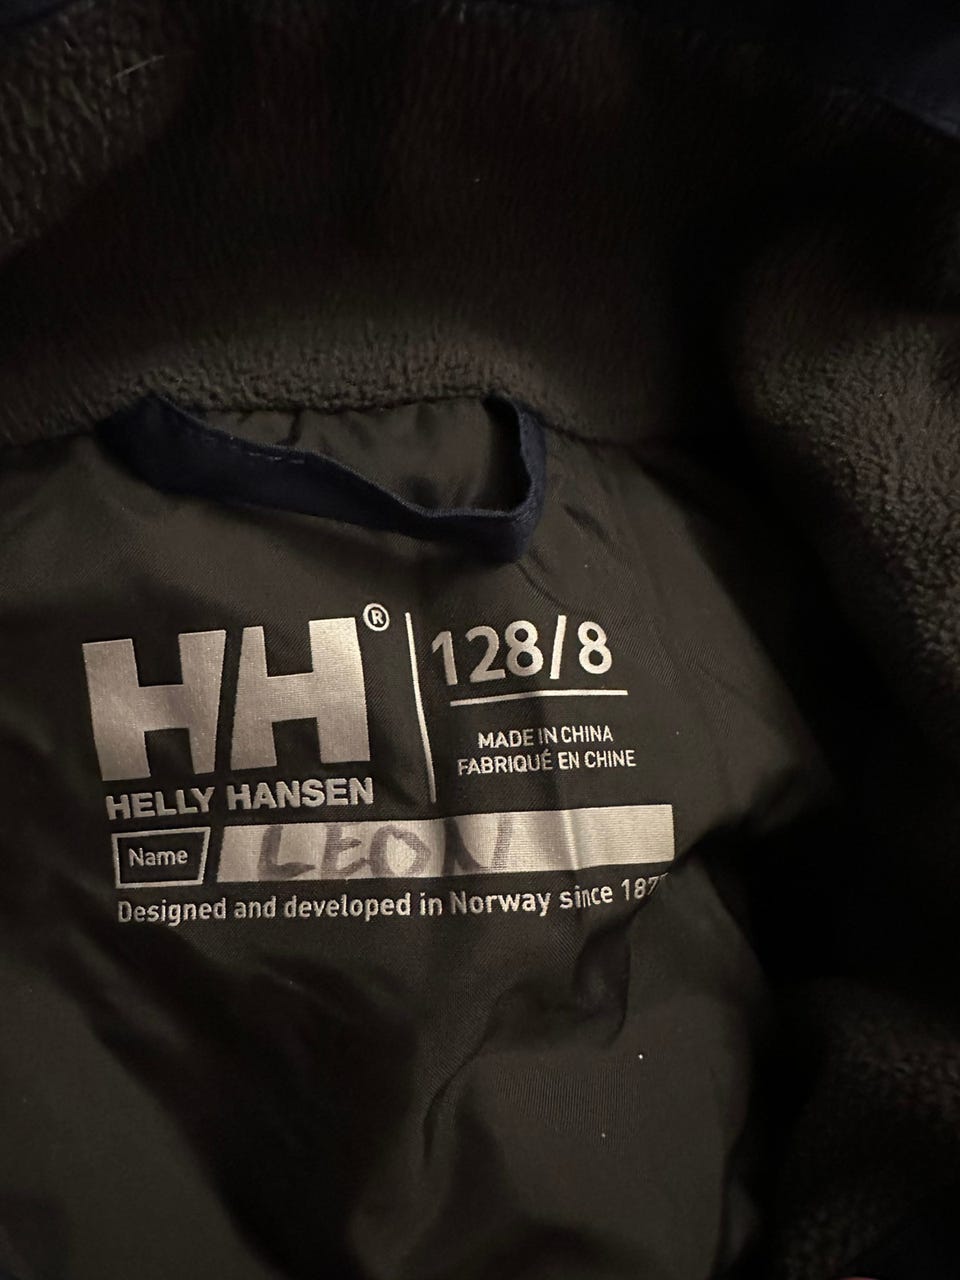 HH®
128/8
MADE IN CHINA
FABRIQUÉ EN CHINE
HELLY HANSEN
Name LEON
Designed and developed in Norway since